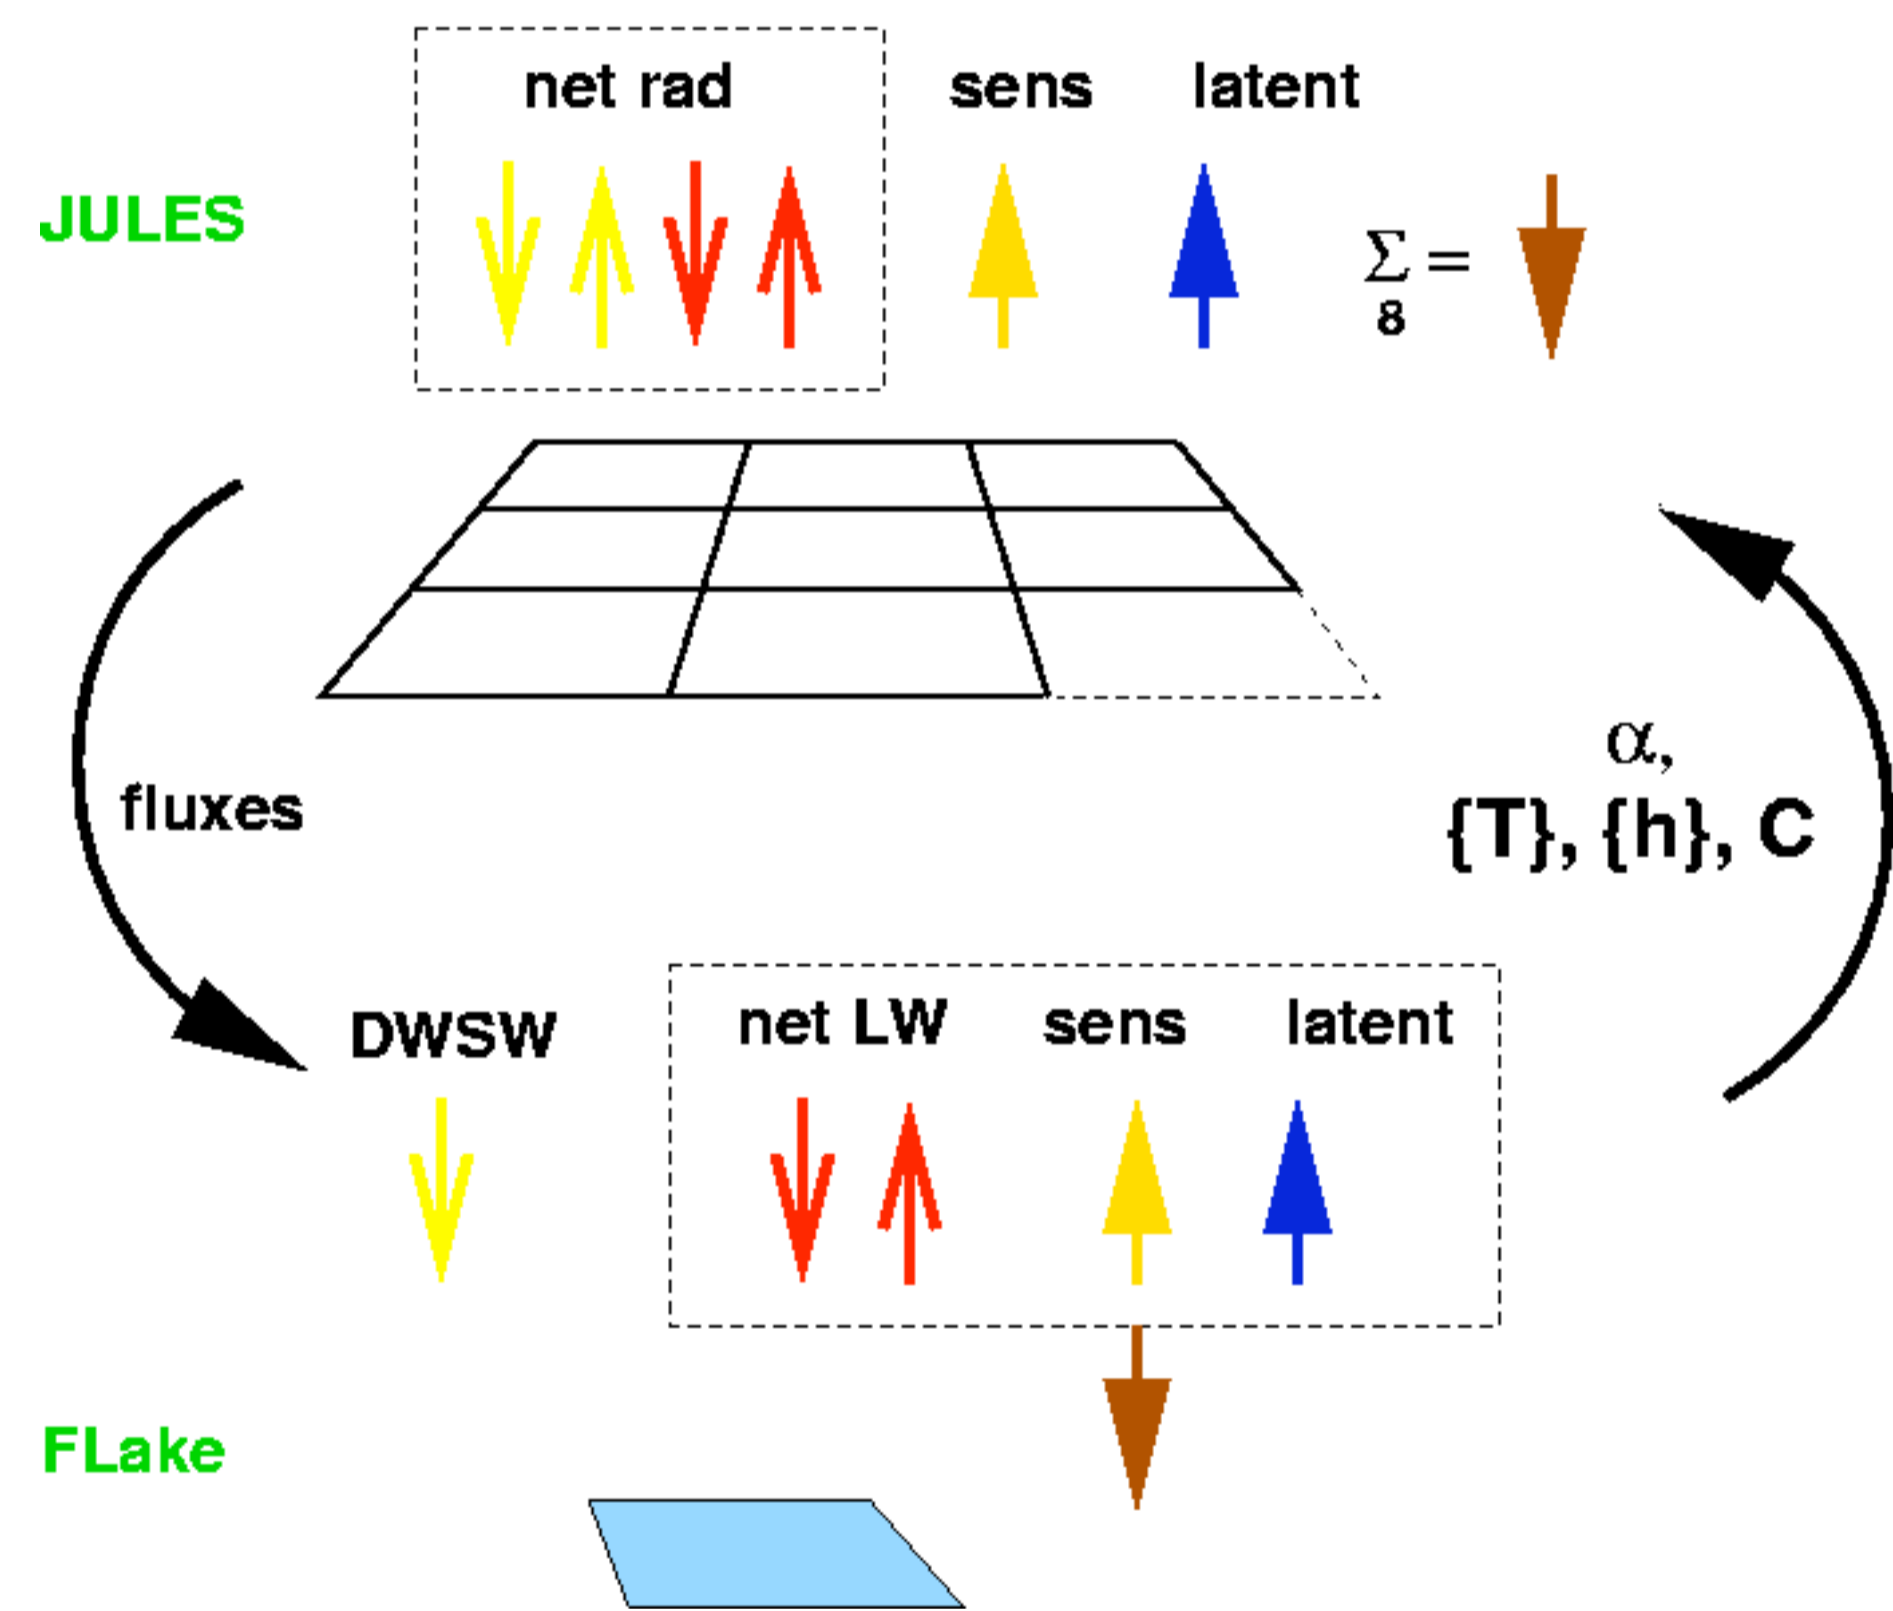 net rad sens latent
JULES
Σ =
8
fluxes
α,
{T}, {h}, C
DWSW
net LW sens latent
FLake